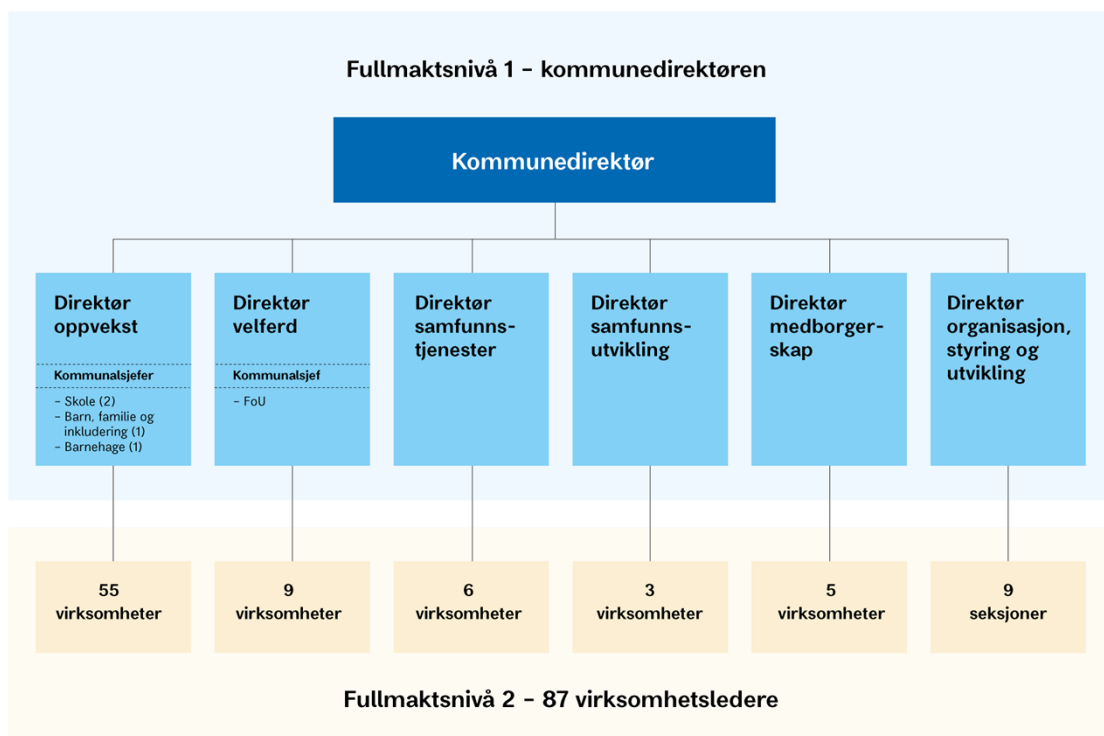 Fullmaktsnivå 1 – kommunedirektøren
Kommunedirektør
Direktør
oppvekst
Kommunalsjefer
– Skole (2)
– Barn, familie og
inkludering (1)
– Barnehage (1)
Direktør
velferd
Kommunalsjef
– FoU
Direktør
samfunns-
tjenester
Direktør
samfunns-
utvikling
Direktør
medborger-
skap
Direktør
organisasjon,
styring og
utvikling
55
virksomheter
9
virksomheter
6
virksomheter
3
virksomheter
5
virksomheter
9
seksjoner
Fullmaktsnivå 2 – 87 virksomhetsledere